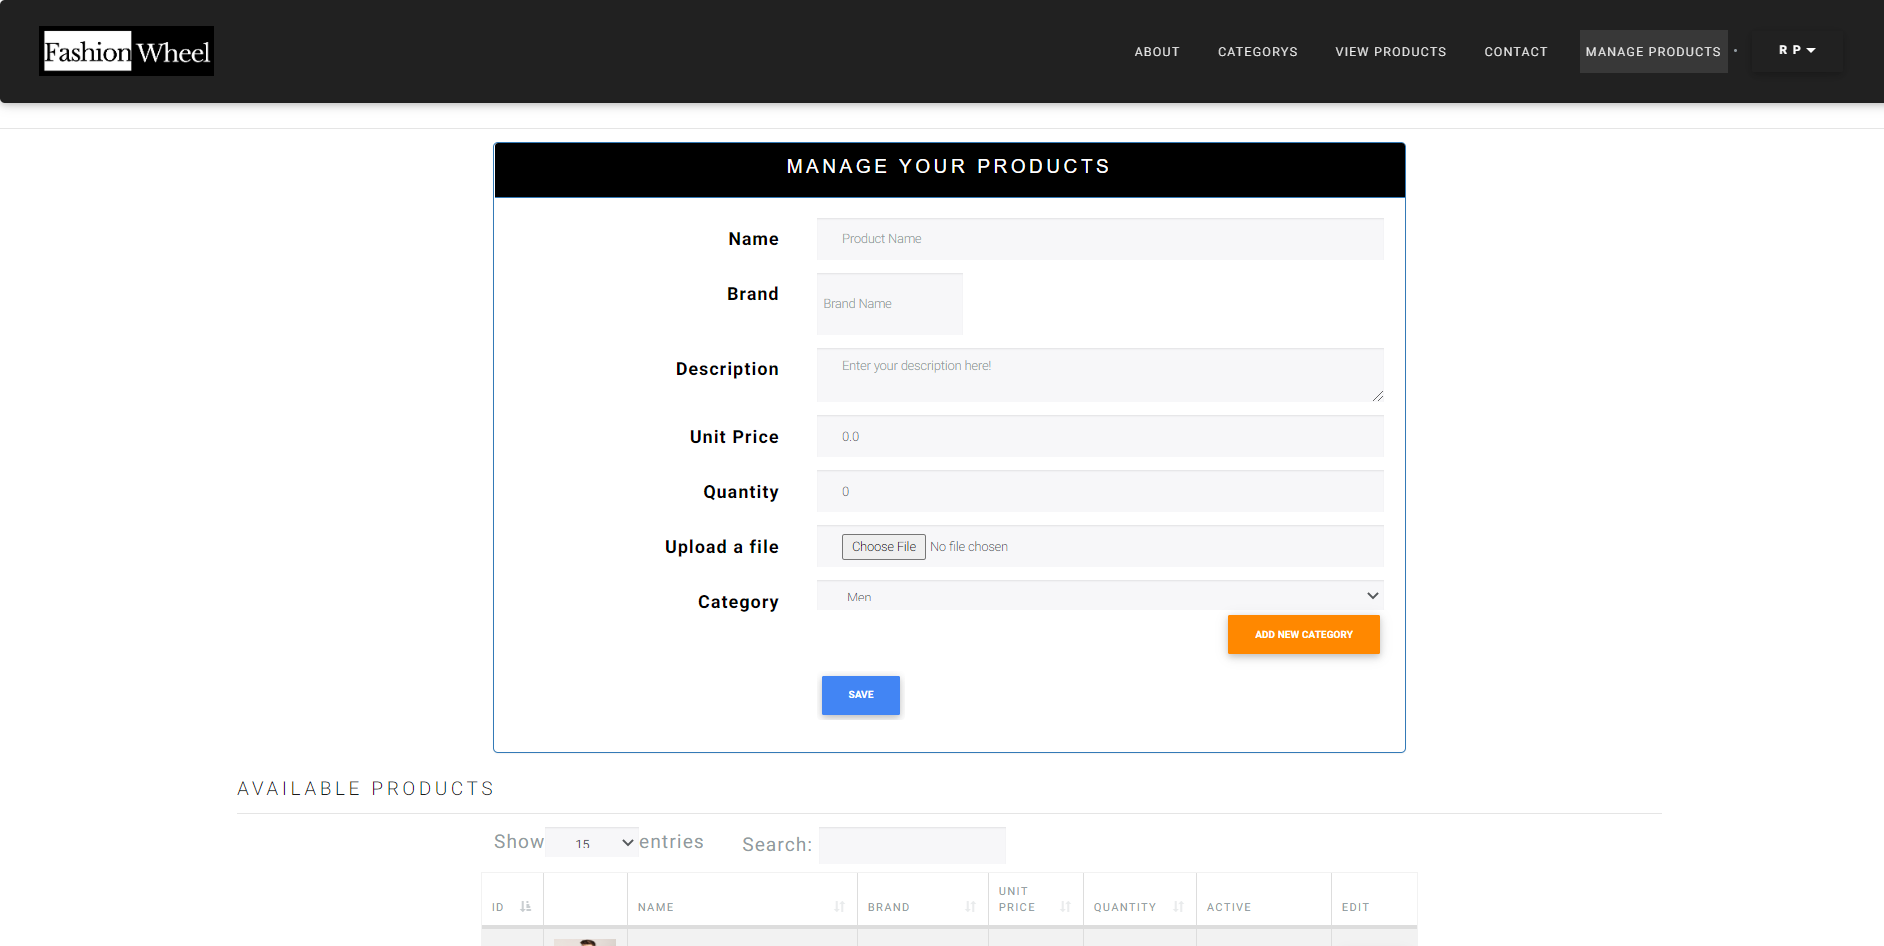 Fashion Wheel
ABOUT CATEGORYS VIEW PRODUCTS CONTACT MANAGE PRODUCTS R P
MANAGE YOUR PRODUCTS
Name Product Name
Brand Brand Name
Description Enter your description here!
Unit Price 0.0
Quantity 0
Upload a file Choose File No file chosen
Category Men
ADD NEW CATEGORY
SAVE
AVAILABLE PRODUCTS
Show 15 entries Search:
ID NAME BRAND UNIT PRICE QUANTITY ACTIVE EDIT